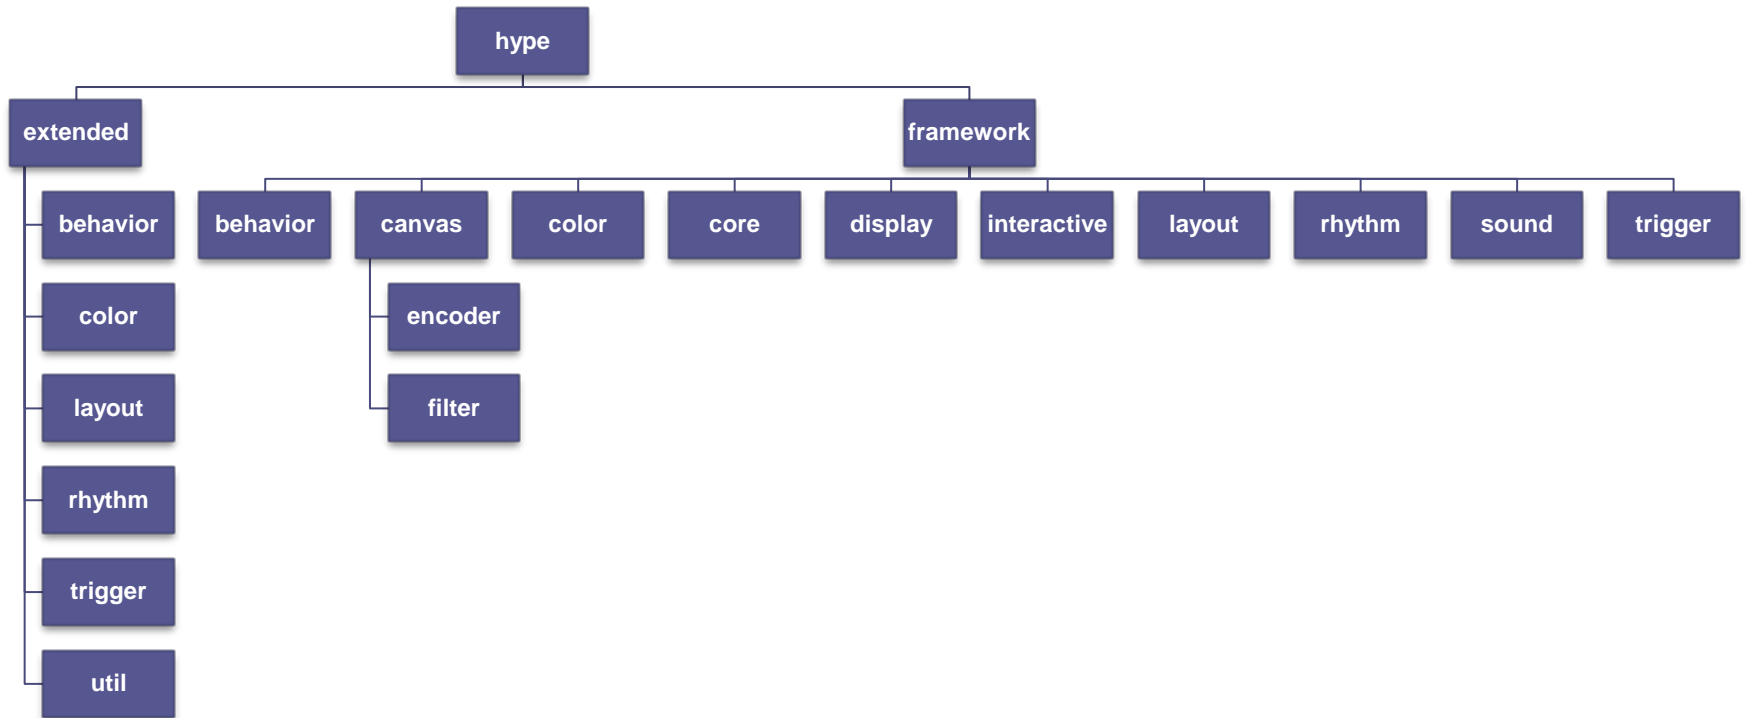 hype
extended
framework
behavior
behavior
canvas
color
core
display
interactive
layout
rhythm
sound
trigger
color
encoder
layout
filter
rhythm
trigger
util